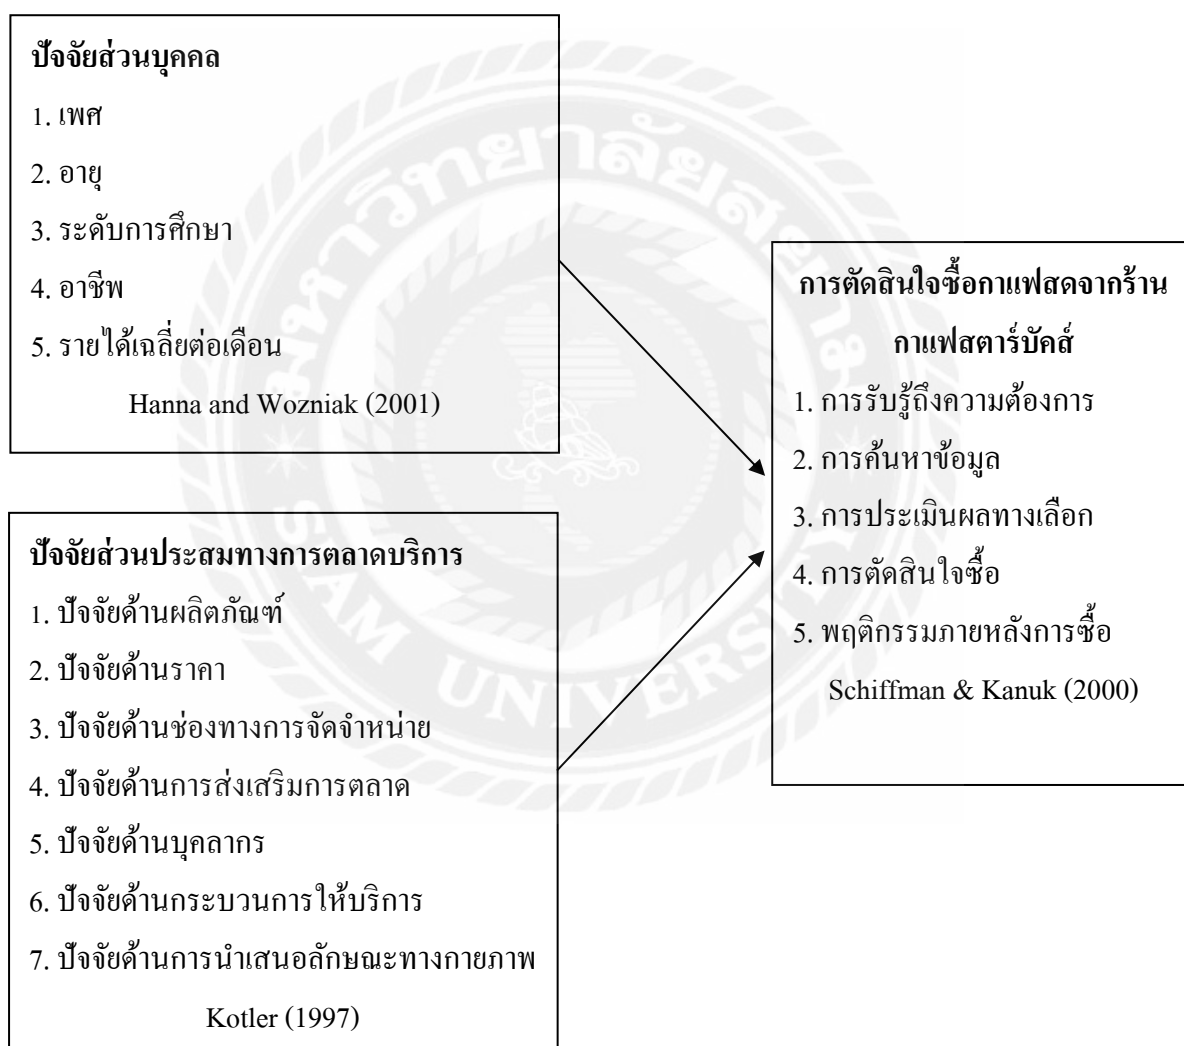 ปัจจัยส่วนบุคคล
1. เพศ
2. อายุ
3. ระดับการศึกษา
4. อาชีพ
5. รายได้เฉลี่ยต่อเดือน
Hanna and Wozniak (2001)
ปัจจัยส่วนประสมทางการตลาดบริการ
1. ปัจจัยด้านผลิตภัณฑ์
2. ปัจจัยด้านราคา
3. ปัจจัยด้านช่องทางการจัดจำหน่าย
4. ปัจจัยด้านการส่งเสริมการตลาด
5. ปัจจัยด้านบุคลากร
6. ปัจจัยด้านกระบวนการให้บริการ
7. ปัจจัยด้านการนำเสนอลักษณะทางกายภาพ
Kotler (1997)
การตัดสินใจซื้อกาแฟสดจากร้าน
กาแฟสตาร์บัคส์
1. การรับรู้ถึงความต้องการ
2. การค้นหาข้อมูล
3. การประเมินผลทางเลือก
4. การตัดสินใจซื้อ
5. พฤติกรรมภายหลังการซื้อ
Schiffman & Kanuk (2000)
มหาวิทยาลัยสยาม
SIAM UNIVERSITY